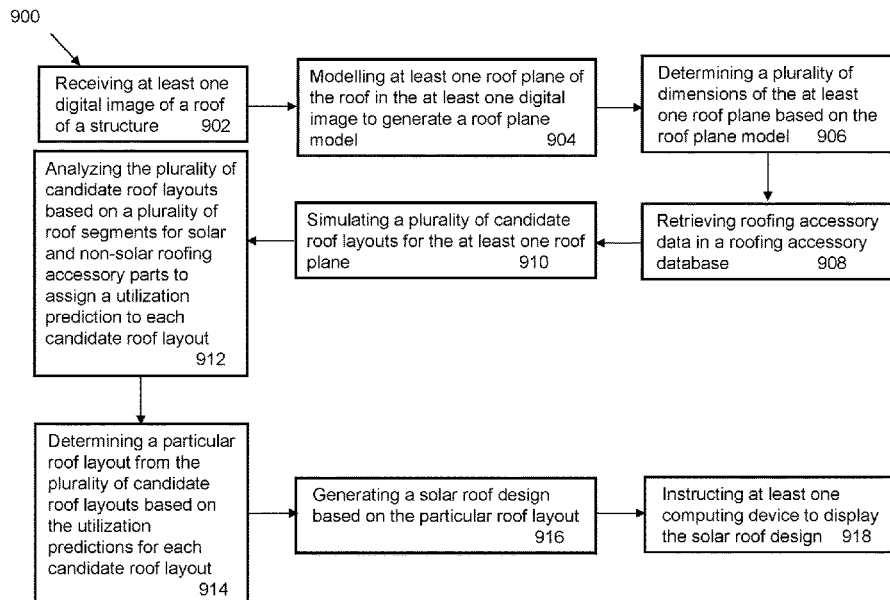 900
Receiving at least one
digital image of a roof
of a structure 902
Modelling at least one roof plane
of the roof in the at least one digital
image to generate a roof plane
model 904
Determining a plurality of
dimensions of the at least
one roof plane based on the
roof plane model 906
Retrieving roofing accessory
data in a roofing accessory
database 908
Simulating a plurality of candidate
roof layouts for the at least one roof
plane 910
Analyzing the plurality of
candidate roof layouts
based on a plurality of
roof segments for solar
and non-solar roofing
accessory parts to
assign a utilization
prediction to each
candidate roof layout
912
Determining a particular
roof layout from the
plurality of candidate
roof layouts based on
the utilization
predictions for each
candidate roof layout
914
Generating a solar roof design
based on the particular roof layout
916
Instructing at least one
computing device to display
the solar roof design 918